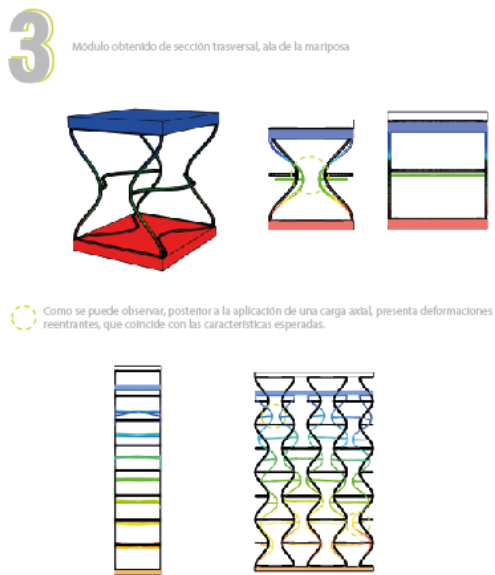 3
Módulo obtenido de sección trasversal, ala de la mariposa
Como se puede observar, posterior a la aplicación de una carga axial, presenta deformaciones
reentrantes, que coincide con las características esperadas.